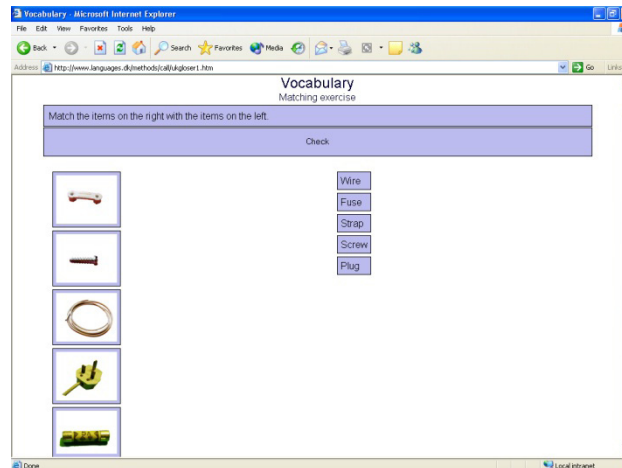 Vocabulary - Microsoft Internet Explorer
File Edit View Favorites Tools Help
Back Search Favorites Media
Address http://www.languages.dk/methods/call/ukgloser1.htm Go Links
Vocabulary
Matching exercise
Match the items on the right with the items on the left.
Check
Wire
Fuse
Strap
Screw
Plug
Done Local intranet